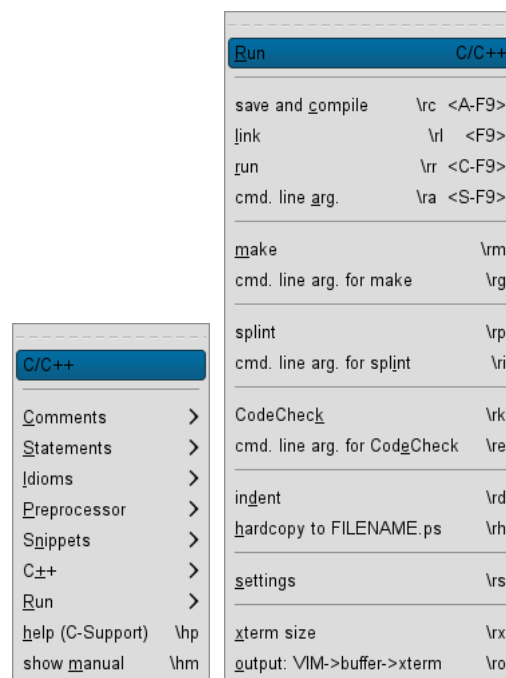 C/C++
Comments
Statements
Idioms
Preprocessor
Snippets
C++
Run
help (C-Support) \hp
show manual \hm
Run C/C++
save and compile \rc <A-F9>
link \rl <F9>
run \rr <C-F9>
cmd. line arg. \ra <S-F9>
make \rm
cmd. line arg. for make \rg
splint \rp
cmd. line arg. for splint \ri
CodeCheck \rk
cmd. line arg. for CodeCheck \re
indent \rd
hardcopy to FILENAME.ps \rh
settings \rs
xterm size \rx
output: VIM->buffer->xterm \ro